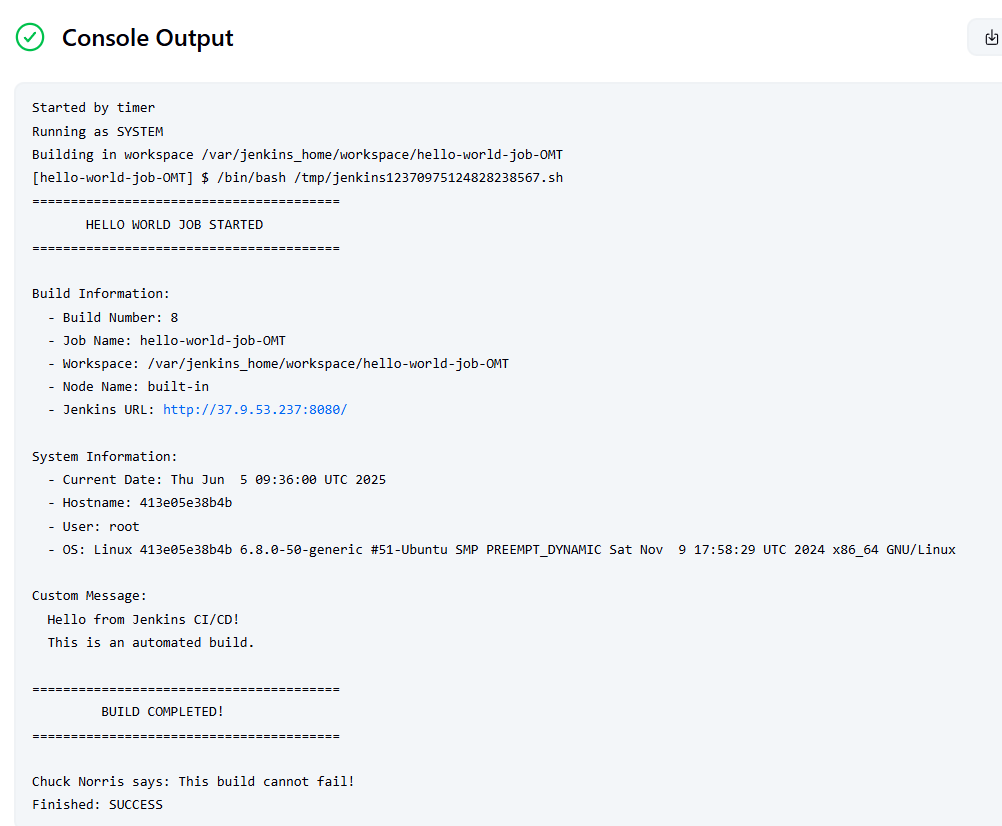 Console Output
Started by timer
Running as SYSTEM
Building in workspace /var/jenkins_home/workspace/hello-world-job-OMT
[hello-world-job-OMT] $ /bin/bash /tmp/jenkins12370975124828238567.sh
========================================
       HELLO WORLD JOB STARTED
========================================

Build Information:
  - Build Number: 8
  - Job Name: hello-world-job-OMT
  - Workspace: /var/jenkins_home/workspace/hello-world-job-OMT
  - Node Name: built-in
  - Jenkins URL: http://37.9.53.237:8080/

System Information:
  - Current Date: Thu Jun  5 09:36:00 UTC 2025
  - Hostname: 413e05e38b4b
  - User: root
  - OS: Linux 413e05e38b4b 6.8.0-50-generic #51-Ubuntu SMP PREEMPT_DYNAMIC Sat Nov  9 17:58:29 UTC 2024 x86_64 GNU/Linux

Custom Message:
  Hello from Jenkins CI/CD!
  This is an automated build.

========================================
         BUILD COMPLETED!
========================================

Chuck Norris says: This build cannot fail!
Finished: SUCCESS